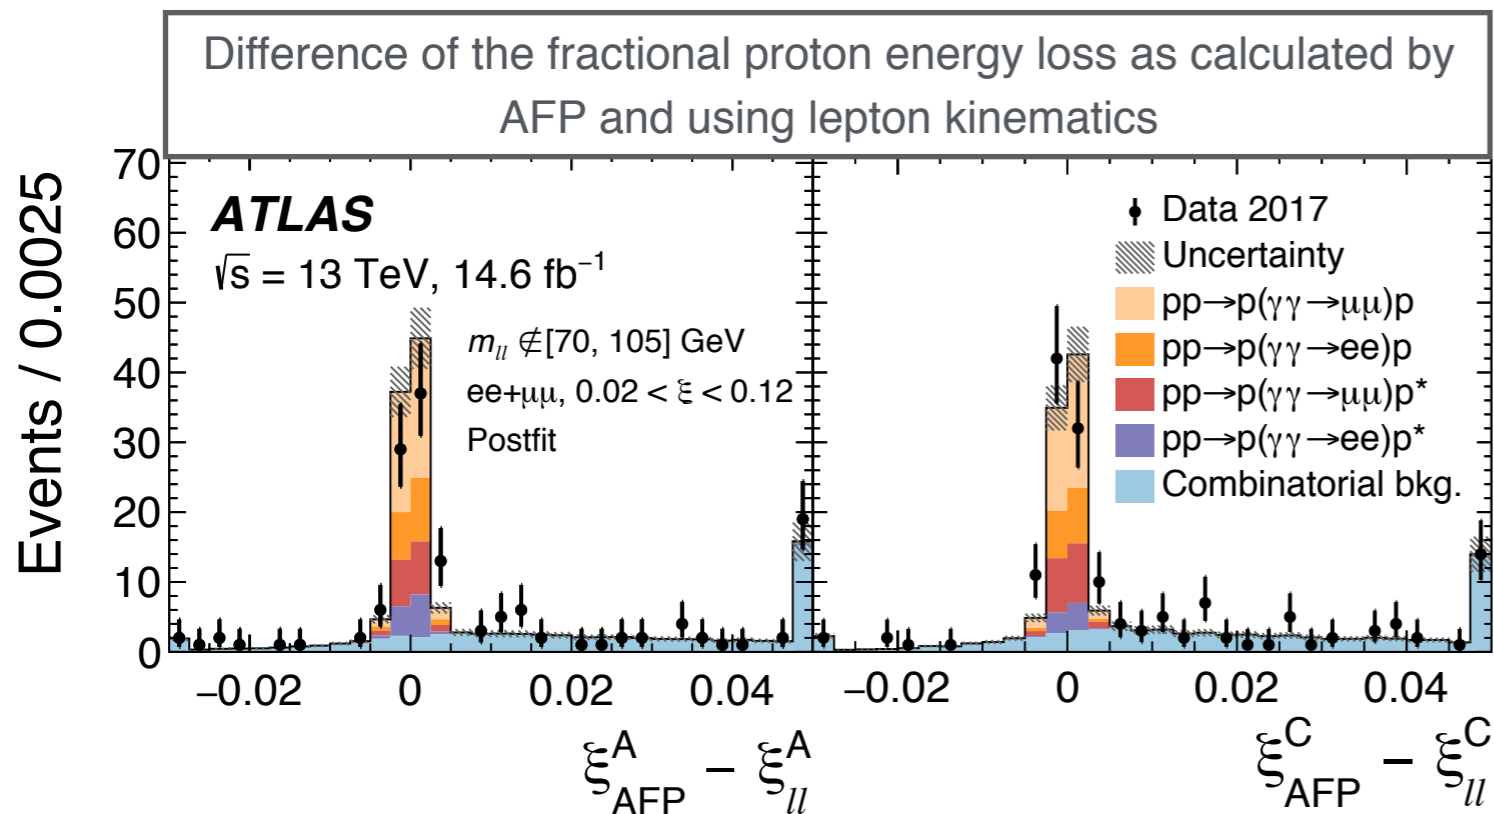 Difference of the fractional proton energy loss as calculated by
AFP and using lepton kinematics
Events / 0.0025
70
60
50
40
30
20
10
0
ATLAS
√s = 13 TeV, 14.6 fb⁻¹
mₗₗ ∉[70, 105] GeV
ee+μμ, 0.02 < ξ < 0.12
Postfit
Data 2017
Uncertainty
pp→p(γγ→μμ)p
pp→p(γγ→ee)p
pp→p(γγ→μμ)p*
pp→p(γγ→ee)p*
Combinatorial bkg.
−0.02 0 0.02 0.04
−0.02 0 0.02 0.04
ξ^A_AFP − ξ^A_ll
ξ^C_AFP − ξ^C_ll